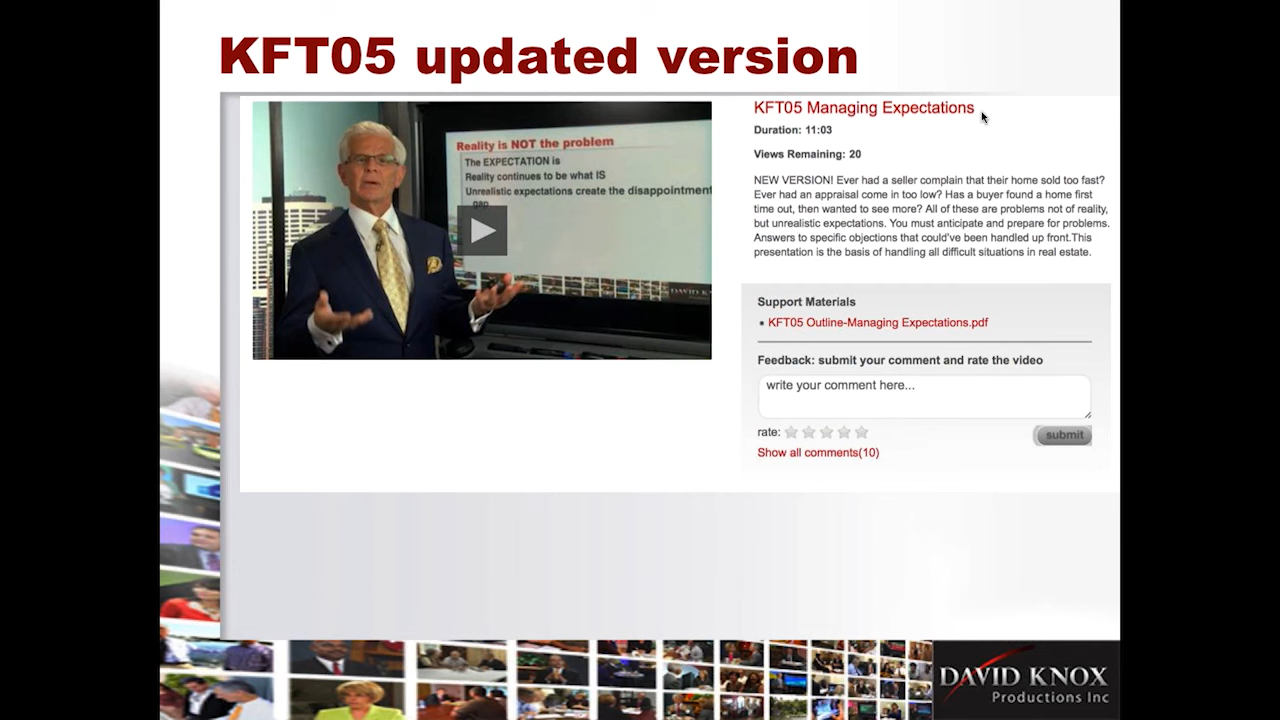 KFT05 updated version
Reality is NOT the problem
The EXPECTATION is
Reality continues to be what IS
Unrealistic expectations create the disappointment
gap
DAVID KN
KFT05 Managing Expectations
Duration: 11:03
Views Remaining: 20
NEW VERSION! Ever had a seller complain that their home sold too fast?
Ever had an appraisal come in too low? Has a buyer found a home first
time out, then wanted to see more? All of these are problems not of reality,
but unrealistic expectations. You must anticipate and prepare for problems.
Answers to specific objections that could've been handled up front.This
presentation is the basis of handling all difficult situations in real estate.
Support Materials
• KFT05 Outline-Managing Expectations.pdf
Feedback: submit your comment and rate the video
write your comment here...
rate:
submit
Show all comments(10)
DAVID KNOX
Productions Inc